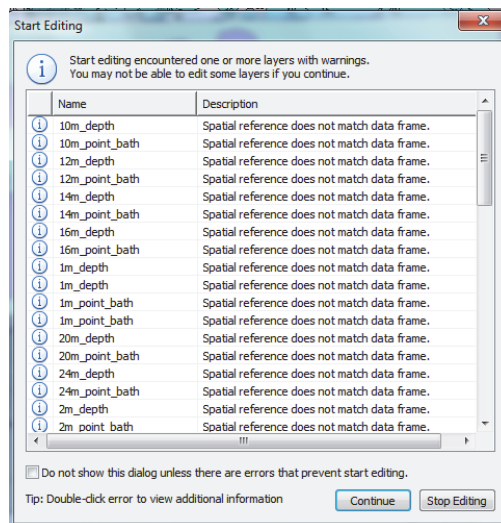 Start Editing
Start editing encountered one or more layers with warnings.
You may not be able to edit some layers if you continue.
Name Description
10m_depth Spatial reference does not match data frame.
10m_point_bath Spatial reference does not match data frame.
12m_depth Spatial reference does not match data frame.
12m_point_bath Spatial reference does not match data frame.
14m_depth Spatial reference does not match data frame.
14m_point_bath Spatial reference does not match data frame.
16m_depth Spatial reference does not match data frame.
16m_point_bath Spatial reference does not match data frame.
1m_depth Spatial reference does not match data frame.
1m_depth Spatial reference does not match data frame.
1m_point_bath Spatial reference does not match data frame.
1m_point_bath Spatial reference does not match data frame.
20m_depth Spatial reference does not match data frame.
20m_point_bath Spatial reference does not match data frame.
24m_depth Spatial reference does not match data frame.
24m_point_bath Spatial reference does not match data frame.
2m_depth Spatial reference does not match data frame.
2m_point_bath Spatial reference does not match data frame.
Do not show this dialog unless there are errors that prevent start editing.
Tip: Double-click error to view additional information Continue Stop Editing